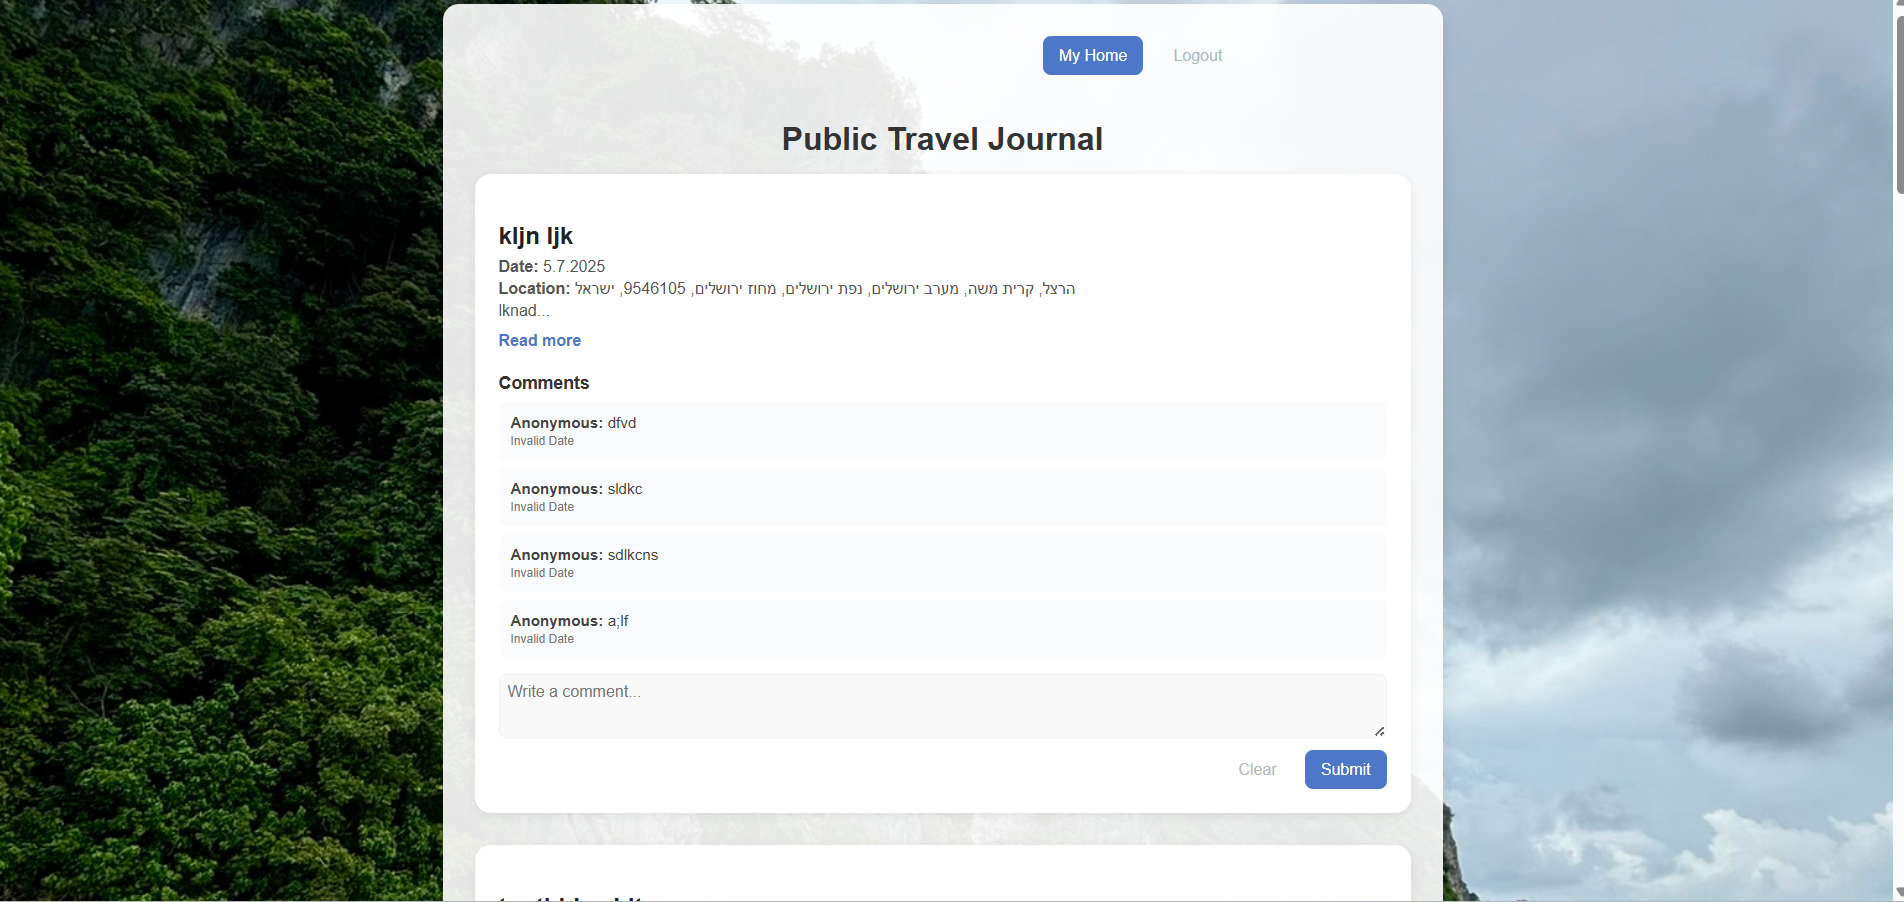 My Home Logout
Public Travel Journal
kljn ljk
Date: 5.7.2025
Location: הרצל, קרית משה, מערב ירושלים, נפת ירושלים, מחוז ירושלים, 9546105, ישראל
lknad...
Read more
Comments
Anonymous: dfvd
Invalid Date
Anonymous: sldkc
Invalid Date
Anonymous: sdlkcns
Invalid Date
Anonymous: a;lf
Invalid Date
Write a comment...
Clear Submit